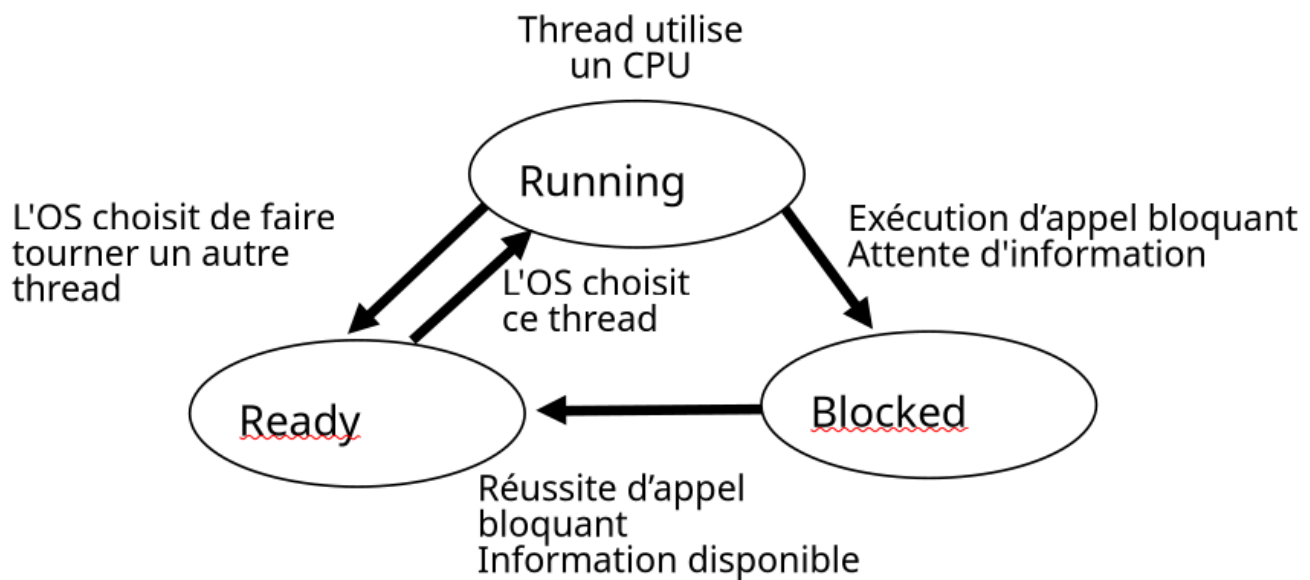 Thread utilise
un CPU
Running
L'OS choisit de faire
tourner un autre
thread
Exécution d’appel bloquant
Attente d'information
L'OS choisit
ce thread
Ready
Blocked
Réussite d’appel
bloquant
Information disponible